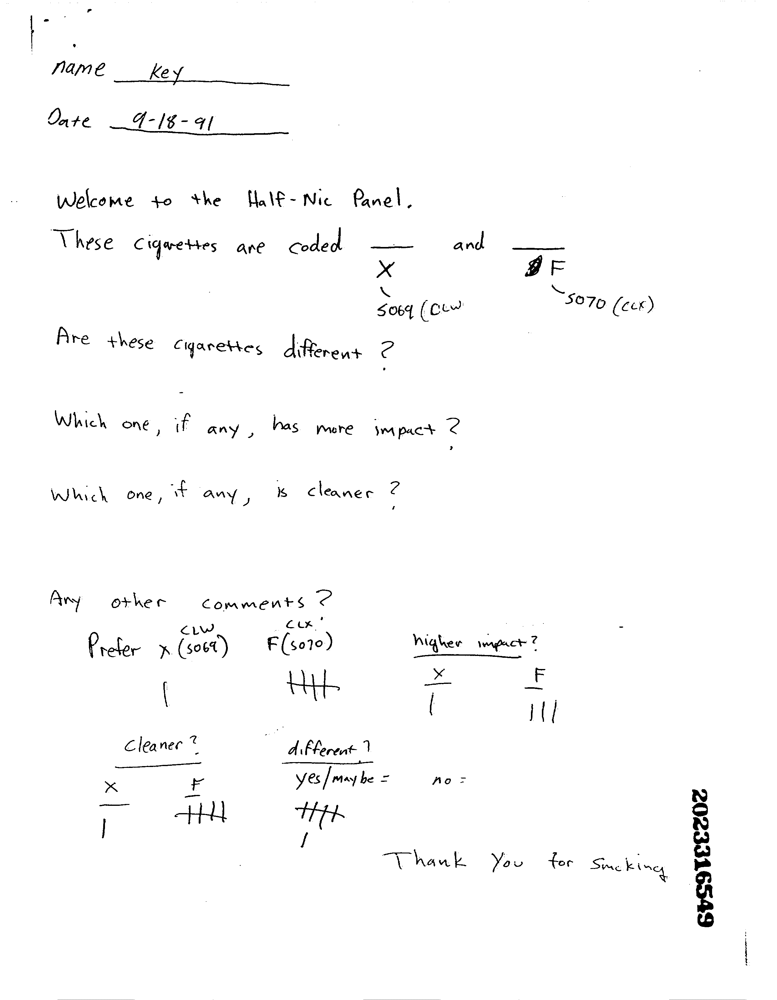 name Key
Date 9-18-91
Welcome to the Half-Nic Panel.
These cigarettes are coded ___ and ___
X F
5069 (CLW 5070 (CLX)
Are these cigarettes different?
Which one, if any, has more impact?
Which one, if any, is cleaner?
Any other comments?
CLW CLX
Prefer X (5069) F (5070) higher impact?
X F
Cleaner? different?
X F yes/maybe = no =
Thank You for Smoking
2023316549